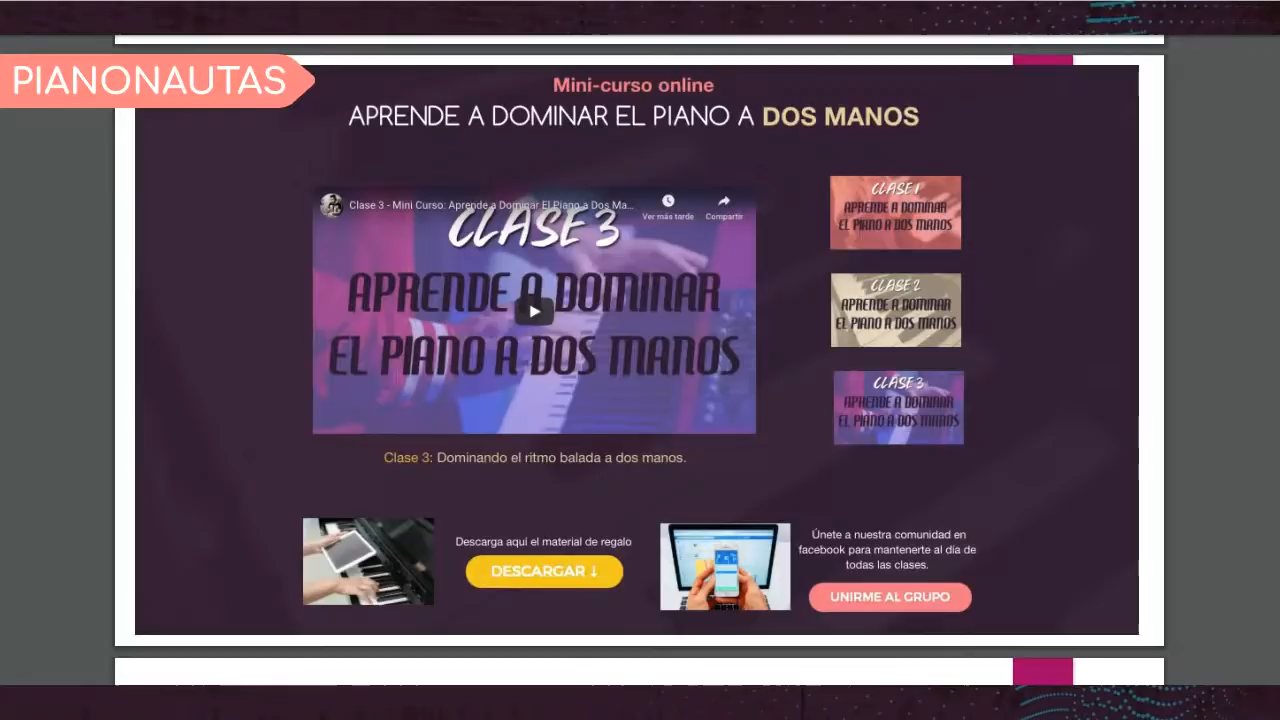 PIANONAUTAS
Mini-curso online
APRENDE A DOMINAR EL PIANO A DOS MANOS
Clase 3 - Mini Curso: Aprende a Dominar El Piano a Dos Ma...
Ver más tarde
Compartir
CLASE 3
APRENDE A DOMINAR
EL PIANO A DOS MANOS
Clase 3: Dominando el ritmo balada a dos manos.
CLASE 1
APRENDE A DOMINAR
EL PIANO A DOS MANOS
CLASE 2
APRENDE A DOMINAR
EL PIANO A DOS MANOS
CLASE 3
APRENDE A DOMINAR
EL PIANO A DOS MANOS
Descarga aqui el material de regalo
DESCARGAR ↓
Únete a nuestra comunidad en
facebook para mantenerte al día de
todas las clases.
UNIRME AL GRUPO